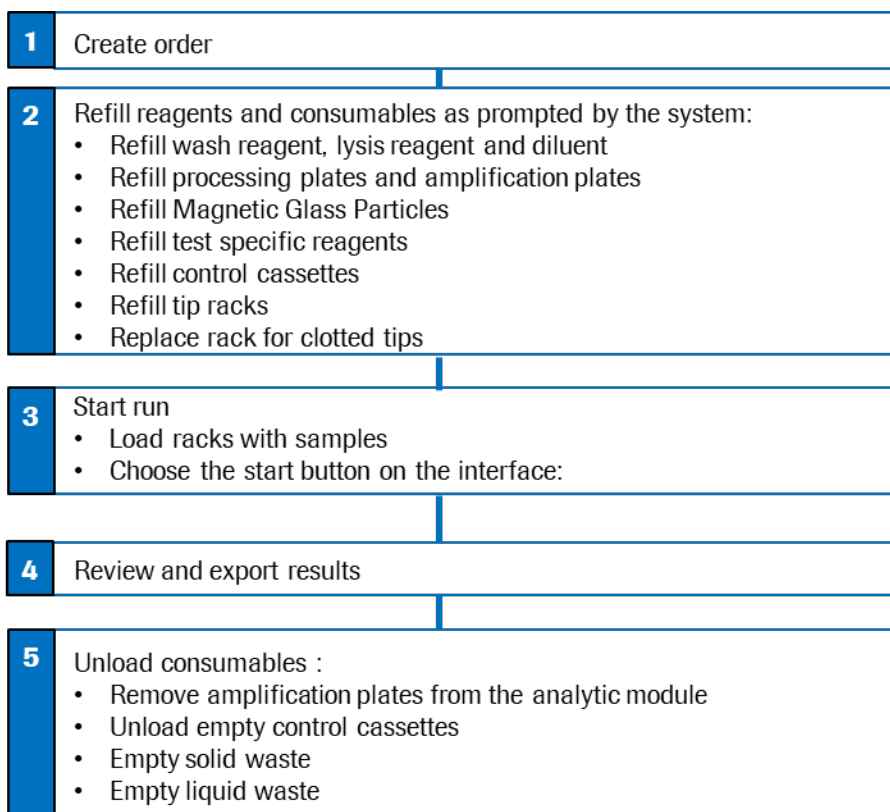 1 Create order
2 Refill reagents and consumables as prompted by the system:
• Refill wash reagent, lysis reagent and diluent
• Refill processing plates and amplification plates
• Refill Magnetic Glass Particles
• Refill test specific reagents
• Refill control cassettes
• Refill tip racks
• Replace rack for clotted tips
3 Start run
• Load racks with samples
• Choose the start button on the interface:
4 Review and export results
5 Unload consumables :
• Remove amplification plates from the analytic module
• Unload empty control cassettes
• Empty solid waste
• Empty liquid waste